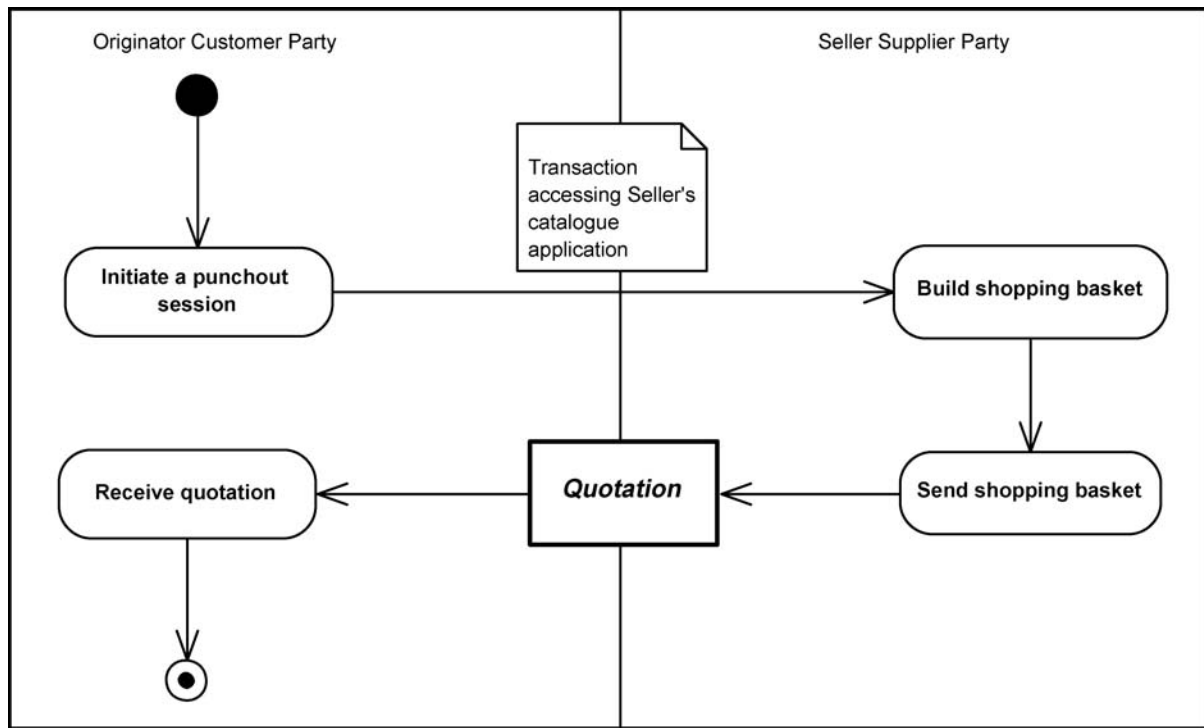 Originator Customer Party
Seller Supplier Party
Transaction
accessing Seller's
catalogue
application
Initiate a punchout
session
Build shopping basket
Receive quotation
Quotation
Send shopping basket